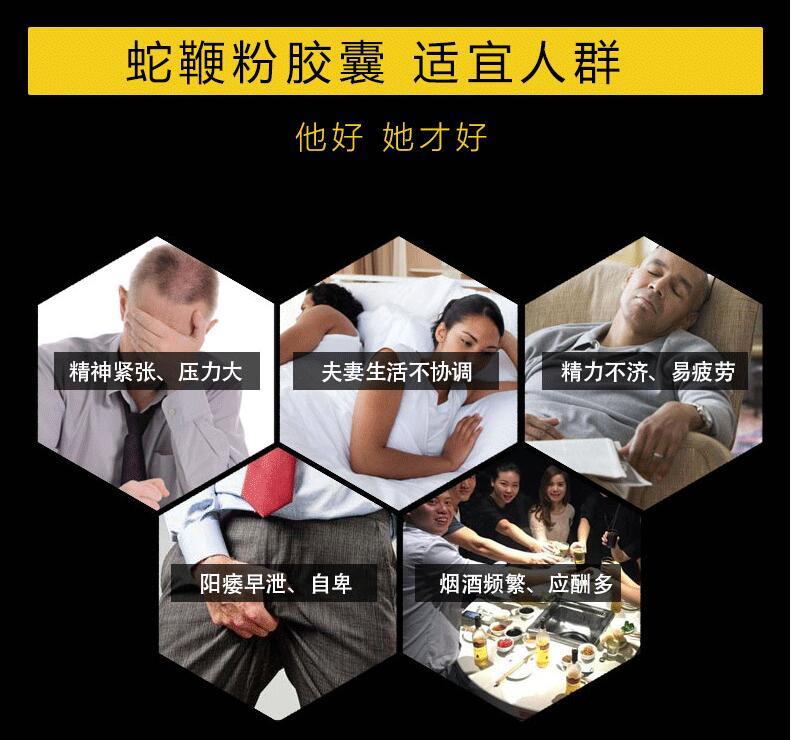 蛇鞭粉胶囊 适宜人群
他好 她才好
精神紧张、压力大
夫妻生活不协调
精力不济、易疲劳
阳痿早泄、自卑
烟酒频繁、应酬多